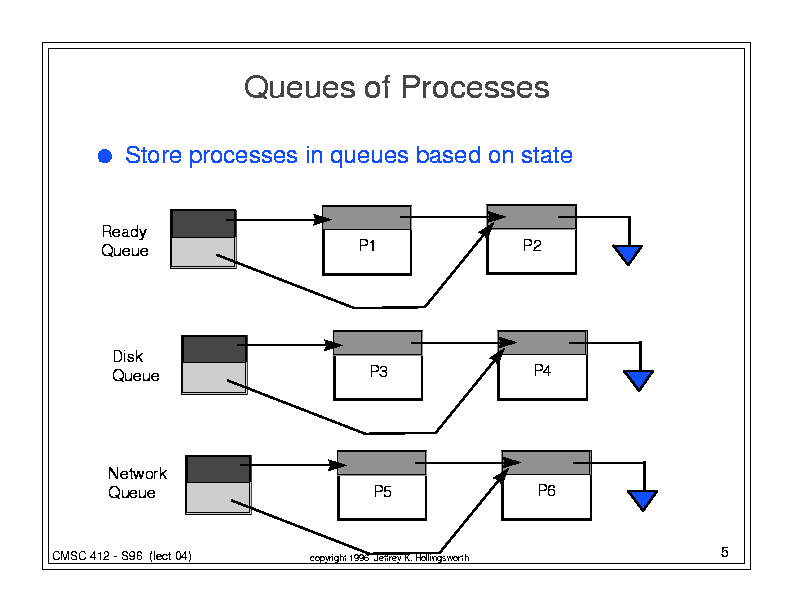 Queues of Processes
● Store processes in queues based on state
Ready
Queue
P1
P2
Disk
Queue
P3
P4
Network
Queue
P5
P6
CMSC 412 - S96 (lect 04)
copyright 1996 Jeffrey K. Hollingsworth
5